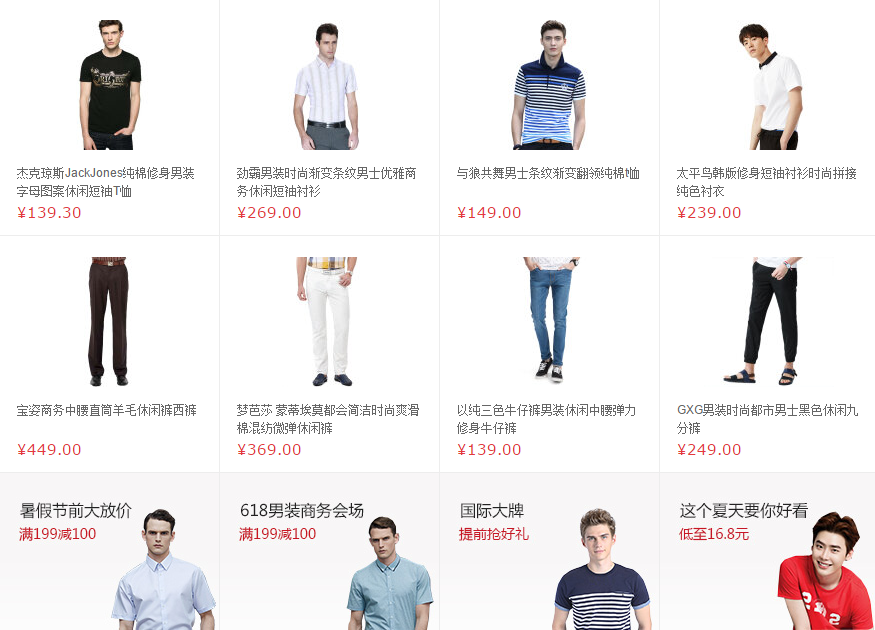 杰克琼斯JackJones纯棉修身男装
字母图案休闲短袖T恤
¥139.30
劲霸男装时尚渐变条纹男士优雅商
务休闲短袖衬衫
¥269.00
与狼共舞男士条纹渐变翻领纯棉t恤
¥149.00
太平鸟韩版修身短袖衬衫时尚拼接
纯色衬衣
¥239.00
宝姿商务中腰直筒羊毛休闲裤西裤
¥449.00
梦芭莎 蒙蒂埃莫都会简洁时尚爽滑
棉混纺微弹休闲裤
¥369.00
以纯三色牛仔裤男装休闲中腰弹力
修身牛仔裤
¥139.00
GXG男装时尚都市男士黑色休闲九
分裤
¥249.00
暑假节前大放价
满199减100
618男装商务会场
满199减100
国际大牌
提前抢好礼
这个夏天要你好看
低至16.8元